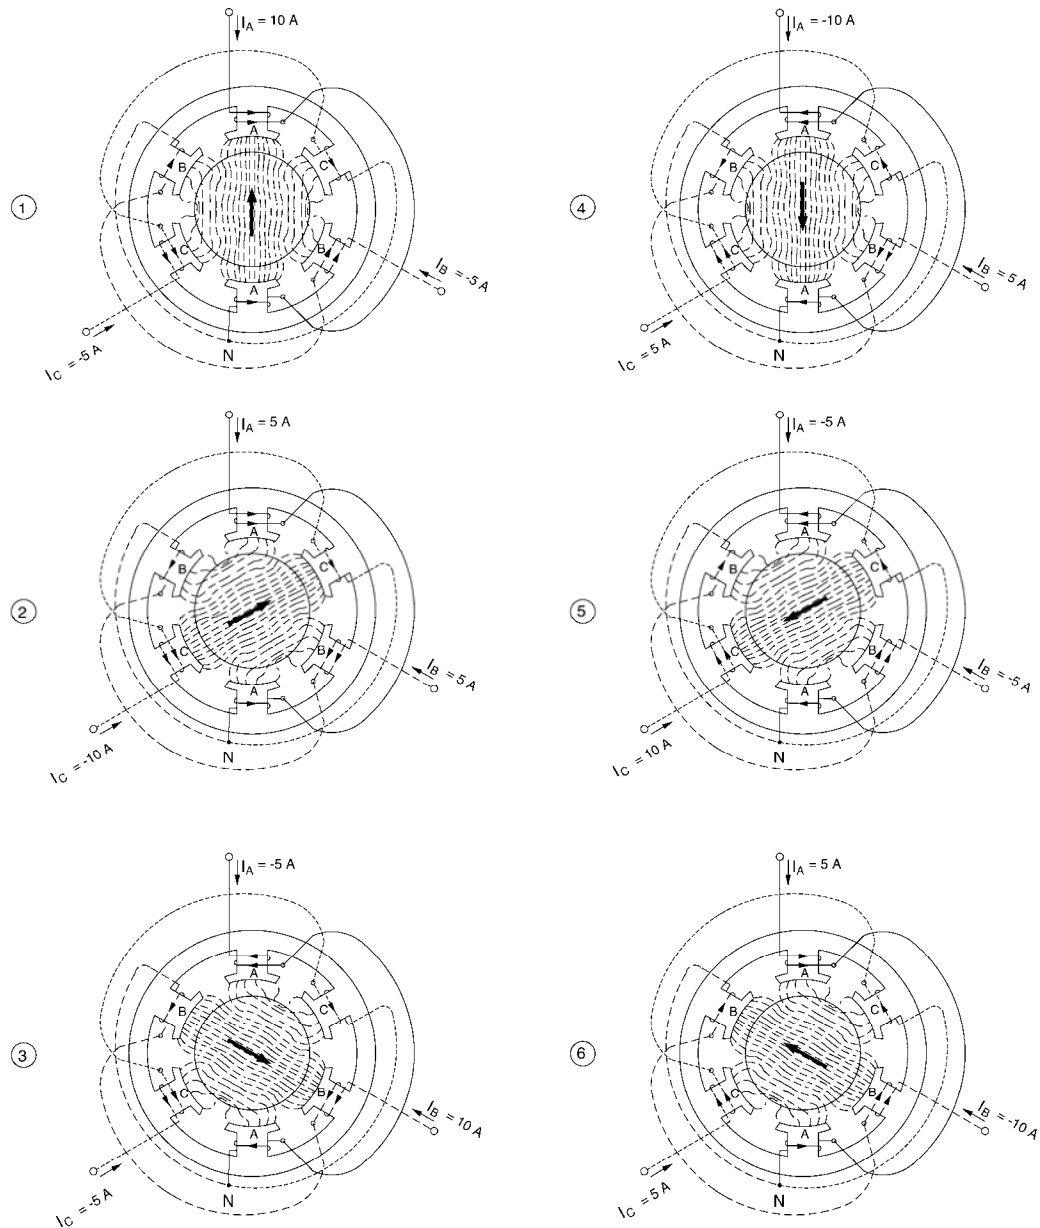 1
I_A = 10 A
A
B
C
C
B
A
I_B = -5 A
I_C = -5 A
N
4
I_A = -10 A
A
B
C
C
B
A
I_B = 5 A
I_C = 5 A
N
2
I_A = 5 A
A
B
C
C
B
A
I_B = 5 A
I_C = -10 A
N
5
I_A = -5 A
A
B
C
C
B
A
I_B = -5 A
I_C = 10 A
N
3
I_A = -5 A
A
B
C
C
B
A
I_B = 10 A
I_C = -5 A
N
6
I_A = 5 A
A
B
C
C
B
A
I_B = -10 A
I_C = 5 A
N